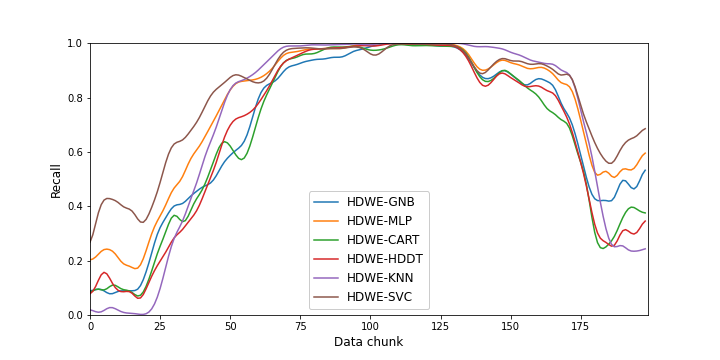 1.0
0.8
0.6
0.4
0.2
0.0
Recall
HDWE-GNB
HDWE-MLP
HDWE-CART
HDWE-HDDT
HDWE-KNN
HDWE-SVC
0 25 50 75 100 125 150 175
Data chunk